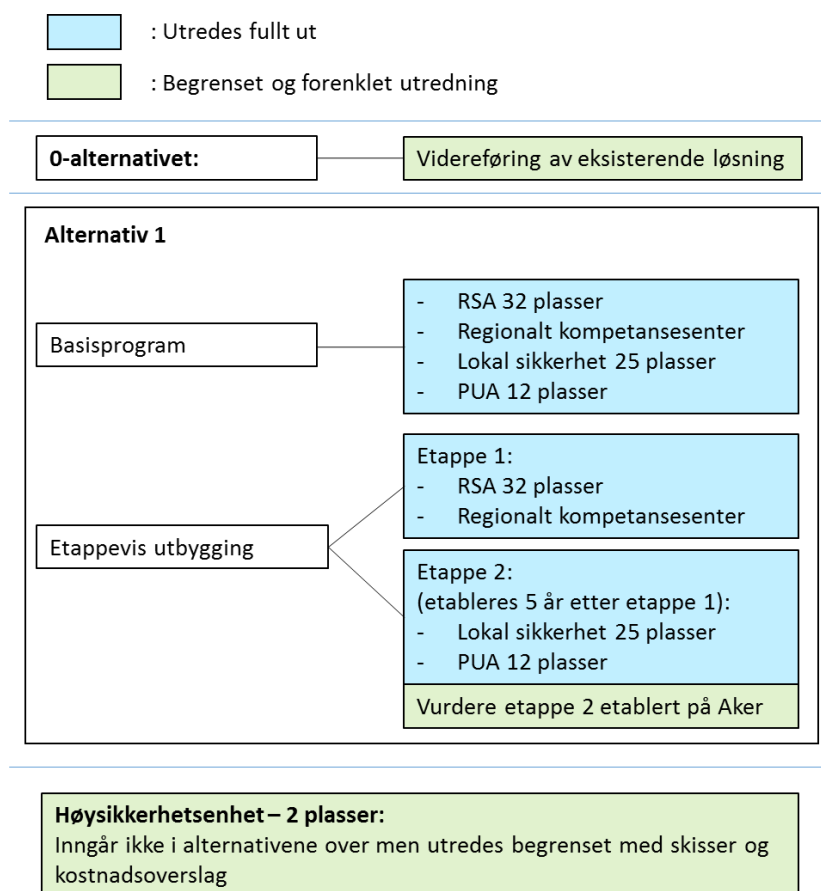 : Utredes fullt ut
: Begrenset og forenklet utredning
0-alternativet:
Videreføring av eksisterende løsning
Alternativ 1
Basisprogram
- RSA 32 plasser
- Regionalt kompetansesenter
- Lokal sikkerhet 25 plasser
- PUA 12 plasser
Etappevis utbygging
Etappe 1:
- RSA 32 plasser
- Regionalt kompetansesenter
Etappe 2:
(etableres 5 år etter etappe 1):
- Lokal sikkerhet 25 plasser
- PUA 12 plasser
Vurdere etappe 2 etablert på Aker
Høysikkerhetsenhet – 2 plasser:
Inngår ikke i alternativene over men utredes begrenset med skisser og
kostnadsoverslag